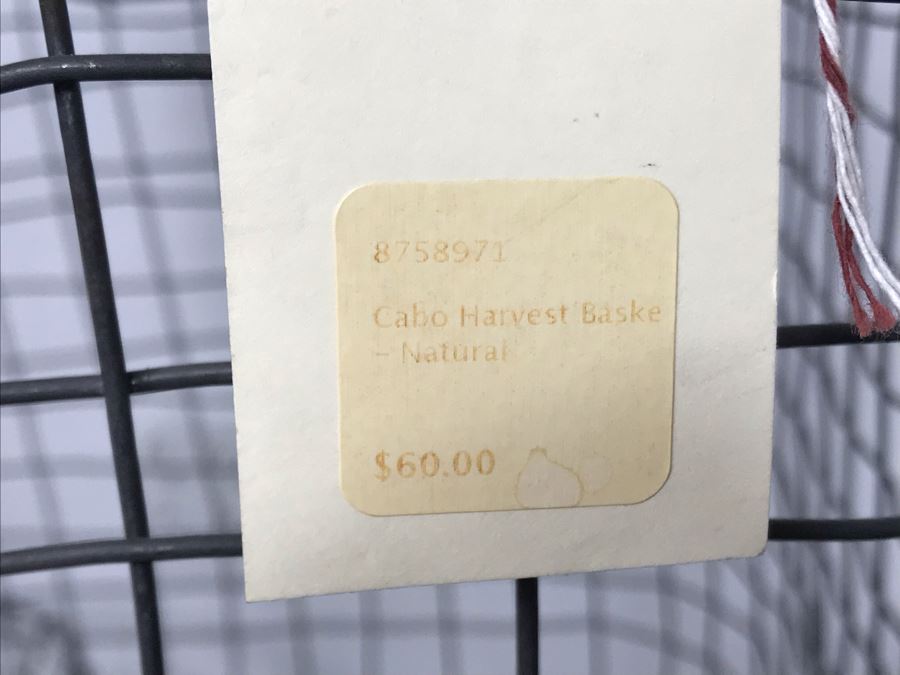 8758971
Cabo Harvest Baske
– Natural
$60.00